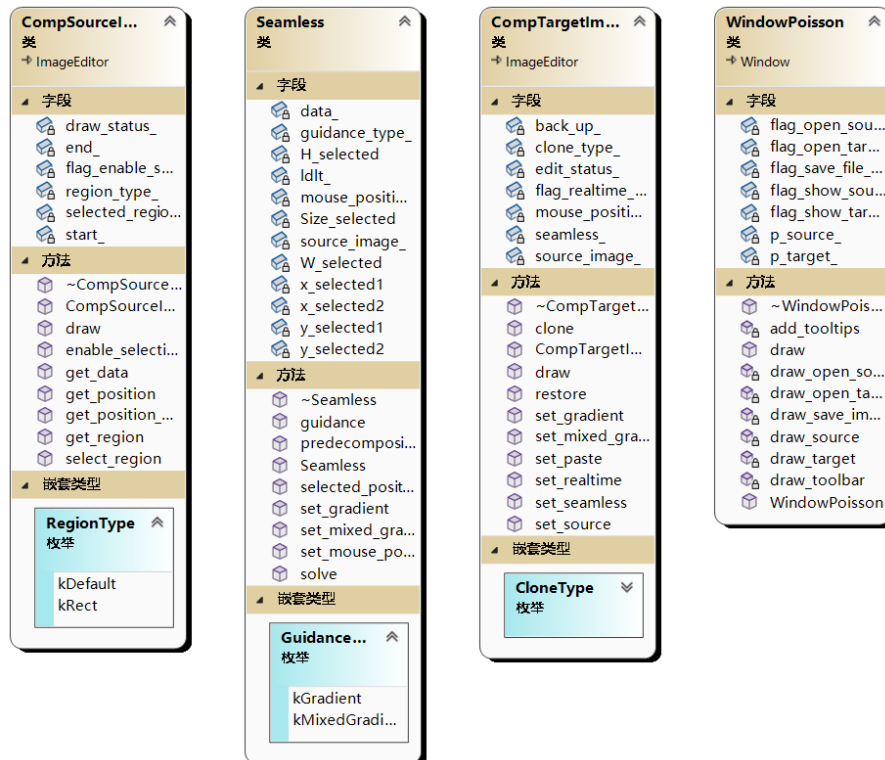 CompSourceI...
类
ImageEditor
字段
draw_status_
end_
flag_enable_s...
region_type_
selected_regio...
start_
方法
~CompSource...
CompSourceI...
draw
enable_selecti...
get_data
get_position
get_position_...
get_region
select_region
嵌套类型
RegionType
枚举
kDefault
kRect
Seamless
类
字段
data_
guidance_type_
H_selected
ldlt_
mouse_positi...
Size_selected
source_image_
W_selected
x_selected1
x_selected2
y_selected1
y_selected2
方法
~Seamless
guidance
predecomposi...
Seamless
selected_posit...
set_gradient
set_mixed_gra...
set_mouse_po...
solve
嵌套类型
Guidance...
枚举
kGradient
kMixedGradi...
CompTargetIm...
类
ImageEditor
字段
back_up_
clone_type_
edit_status_
flag_realtime_...
mouse_positi...
seamless_
source_image_
方法
~CompTarget...
clone
CompTargetI...
draw
restore
set_gradient
set_mixed_gra...
set_paste
set_realtime
set_seamless
set_source
嵌套类型
CloneType
枚举
WindowPoisson
类
Window
字段
flag_open_sou...
flag_open_tar...
flag_save_file_...
flag_show_sou...
flag_show_tar...
p_source_
p_target_
方法
~WindowPois...
add_tooltips
draw
draw_open_so...
draw_open_ta...
draw_save_im...
draw_source
draw_target
draw_toolbar
WindowPoisson